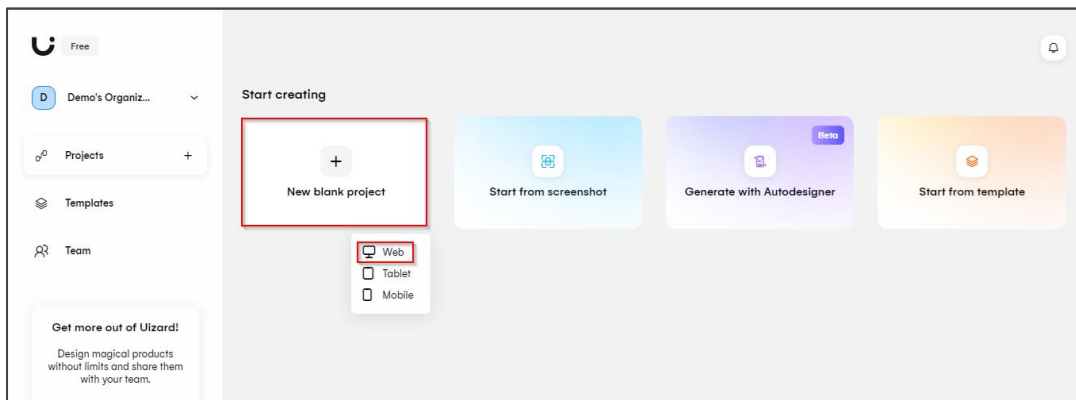 Free
Demo's Organiz...
Projects
Templates
Team
Get more out of Uizard!
Design magical products
without limits and share them
with your team.
Start creating
New blank project
Start from screenshot
Beta
Generate with Autodesigner
Start from template
Web
Tablet
Mobile
D